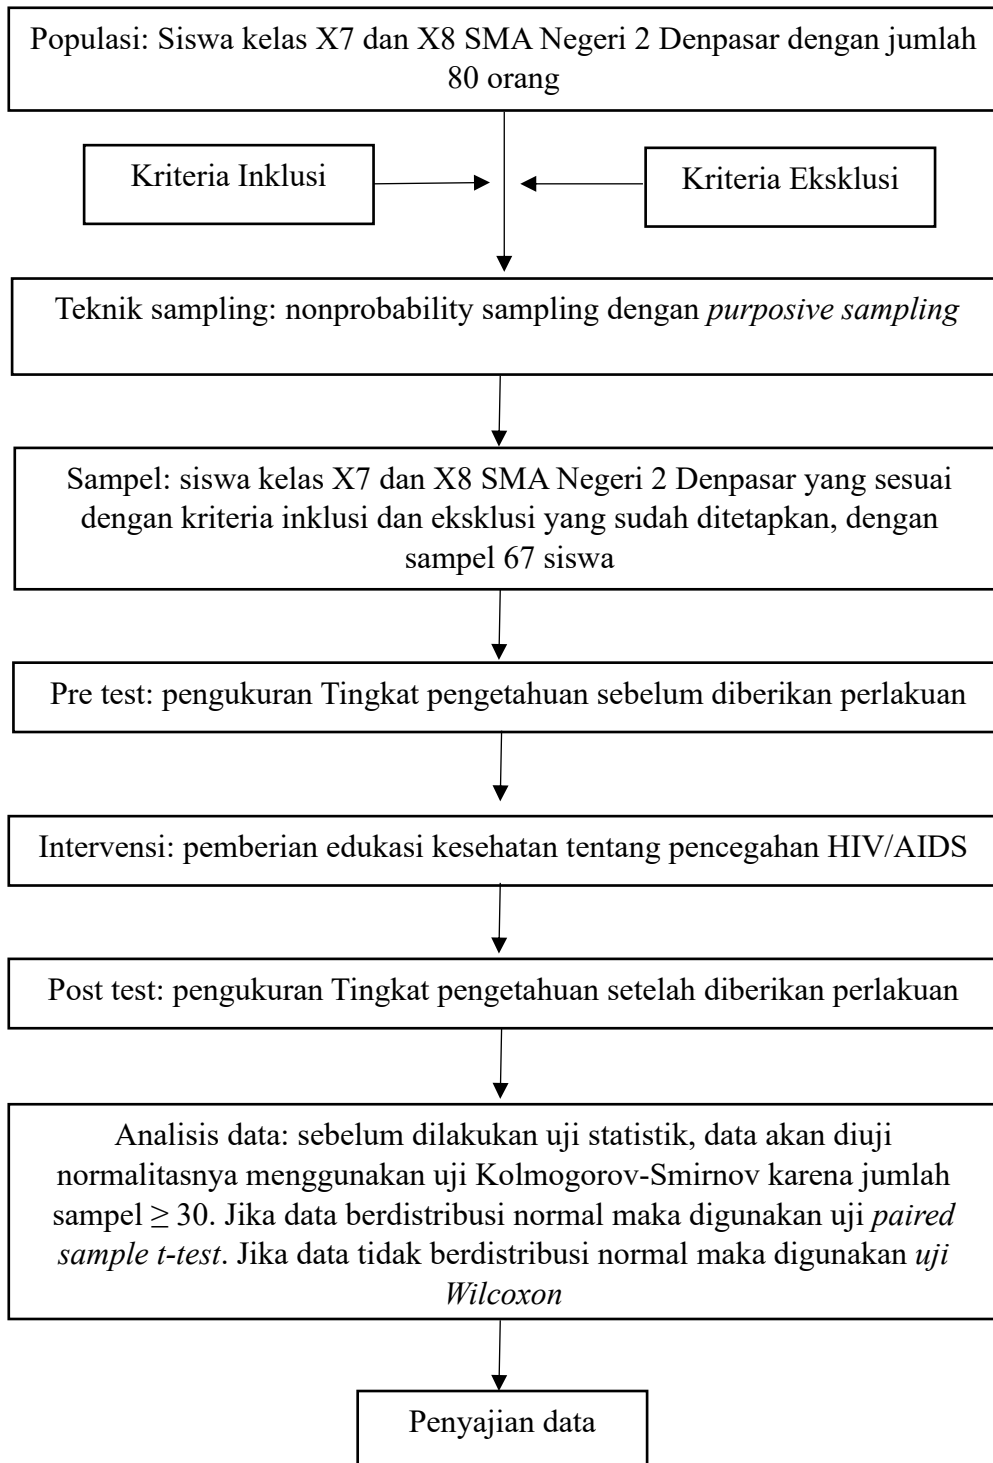 Populasi: Siswa kelas X7 dan X8 SMA Negeri 2 Denpasar dengan jumlah
80 orang
Kriteria Inklusi
Kriteria Eksklusi
Teknik sampling: nonprobability sampling dengan purposive sampling
Sampel: siswa kelas X7 dan X8 SMA Negeri 2 Denpasar yang sesuai
dengan kriteria inklusi dan eksklusi yang sudah ditetapkan, dengan
sampel 67 siswa
Pre test: pengukuran Tingkat pengetahuan sebelum diberikan perlakuan
Intervensi: pemberian edukasi kesehatan tentang pencegahan HIV/AIDS
Post test: pengukuran Tingkat pengetahuan setelah diberikan perlakuan
Analisis data: sebelum dilakukan uji statistik, data akan diuji
normalitasnya menggunakan uji Kolmogorov-Smirnov karena jumlah
sampel ≥ 30. Jika data berdistribusi normal maka digunakan uji paired
sample t-test. Jika data tidak berdistribusi normal maka digunakan uji
Wilcoxon
Penyajian data